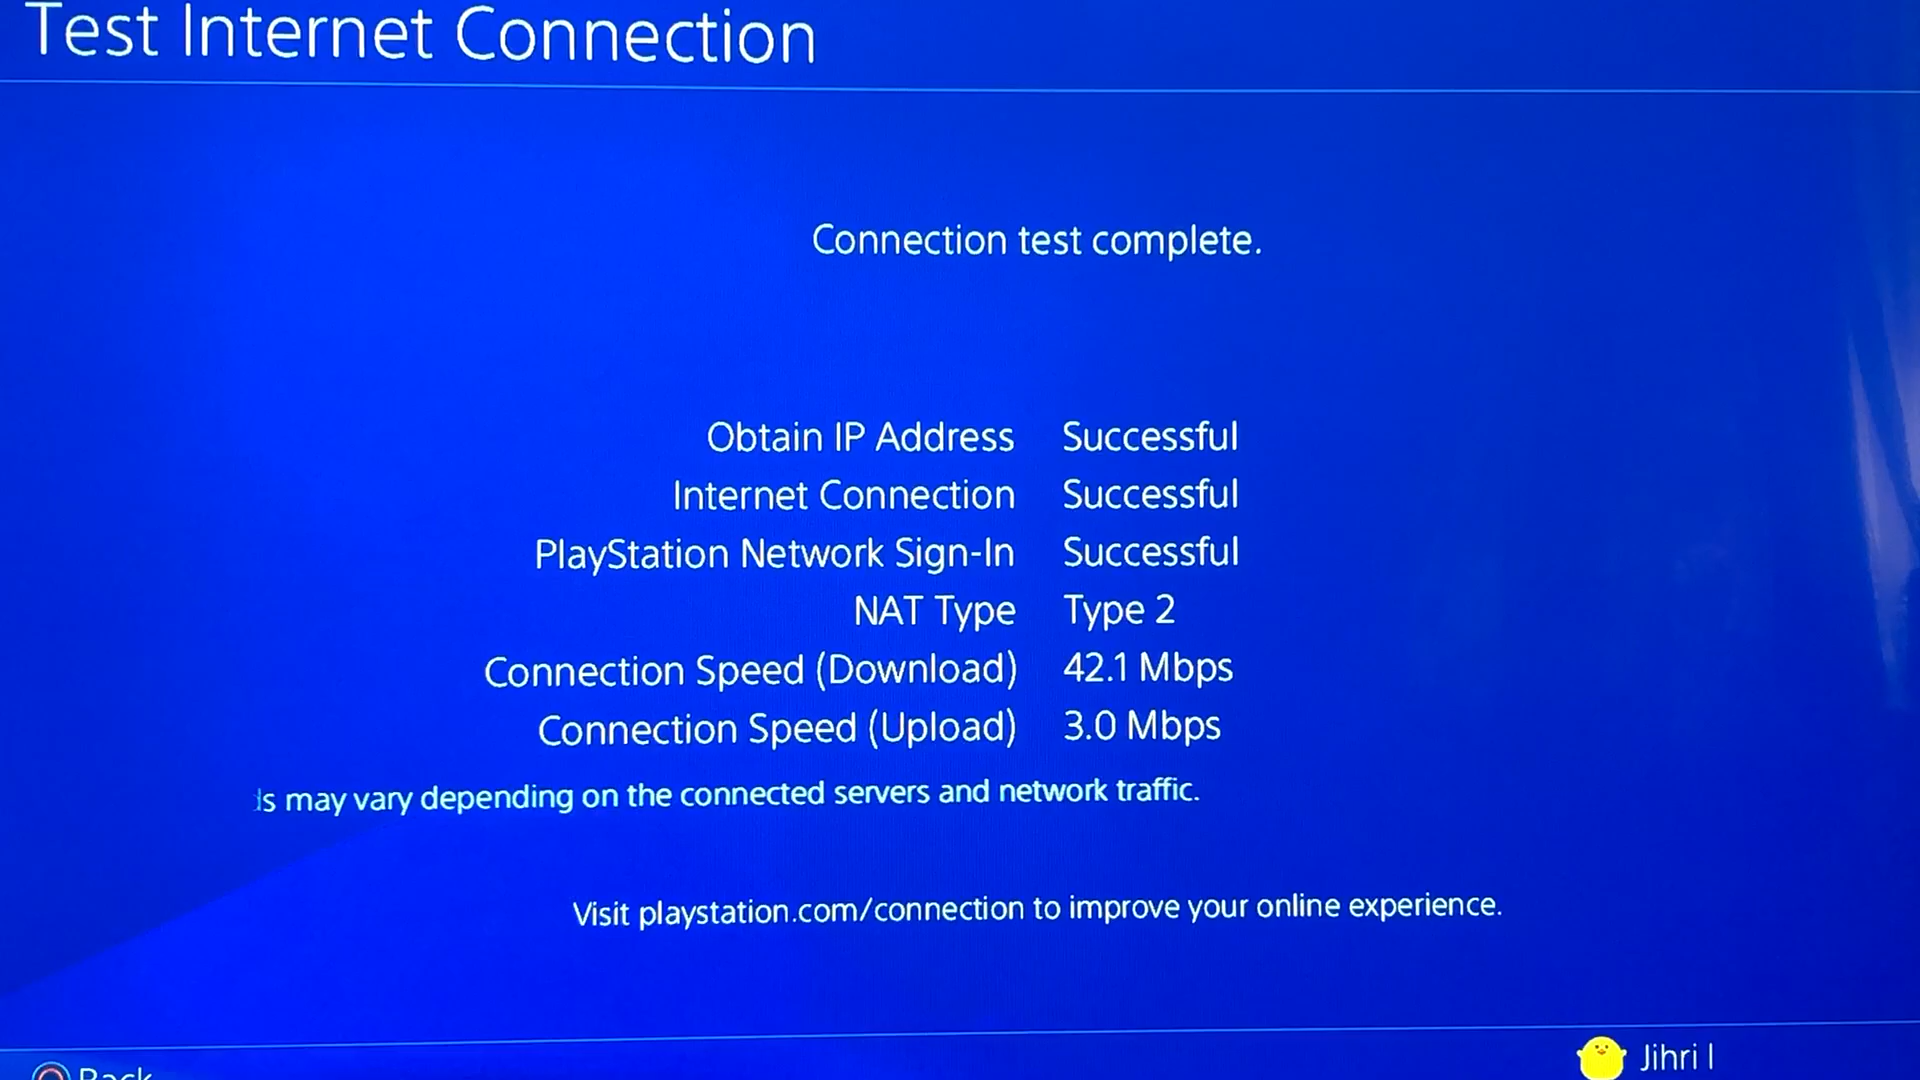 Test Internet Connection
Connection test complete.
Obtain IP Address Successful
Internet Connection Successful
PlayStation Network Sign-In Successful
NAT Type Type 2
Connection Speed (Download) 42.1 Mbps
Connection Speed (Upload) 3.0 Mbps
may vary depending on the connected servers and network traffic.
Visit playstation.com/connection to improve your online experience.
Back
Jihri I